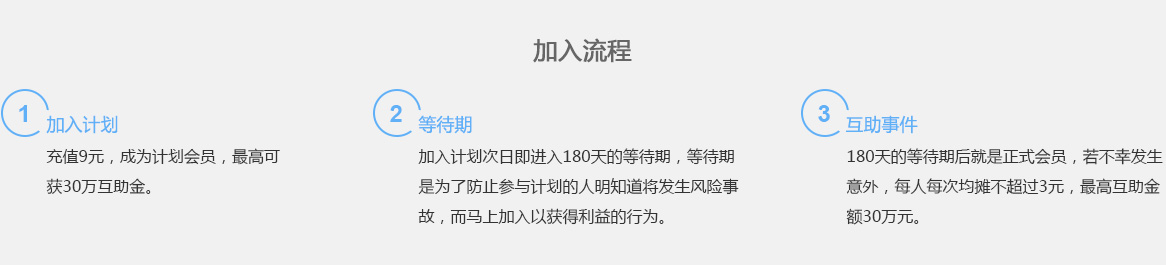 加入流程
1
加入计划
充值9元，成为计划会员，最高可
获30万互助金。
2
等待期
加入计划次日即进入180天的等待期，等待期
是为了防止参与计划的人明知道将发生风险事
故，而马上加入以获得利益的行为。
3
互助事件
180天的等待期后就是正式会员，若不幸发生
意外，每人每次均摊不超过3元，最高互助金
额30万元。